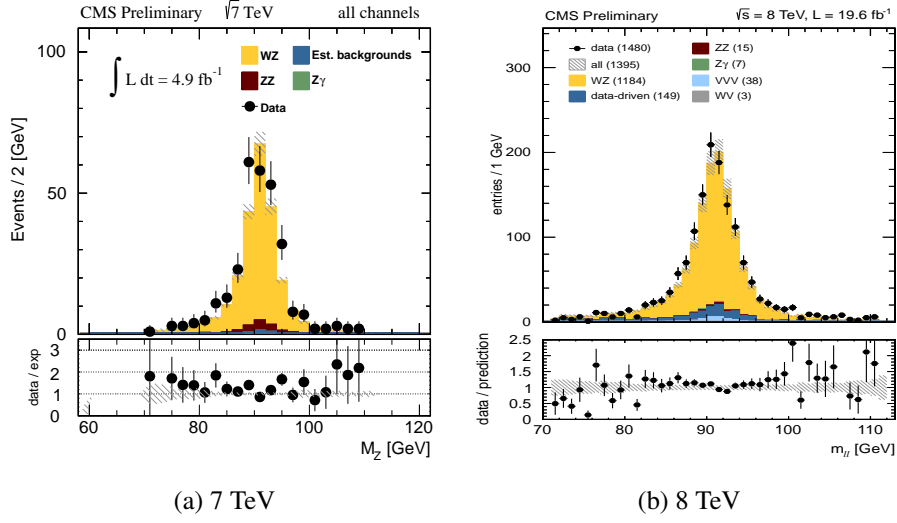 CMS Preliminary √7 TeV all channels
∫ L dt = 4.9 fb⁻¹
WZ
Est. backgrounds
ZZ
Zγ
Data
Events / 2 [GeV]
100
50
0
data / exp
3
2
1
0
60 80 100 120
M_Z [GeV]
(a) 7 TeV
CMS Preliminary √s = 8 TeV, L = 19.6 fb⁻¹
data (1480)
all (1395)
WZ (1184)
data-driven (149)
ZZ (15)
Zγ (7)
VVV (38)
WV (3)
entries/1 GeV
300
200
100
0
data / prediction
2.5
2
1.5
1
0.5
0
70 80 90 100 110
m_ll [GeV]
(b) 8 TeV